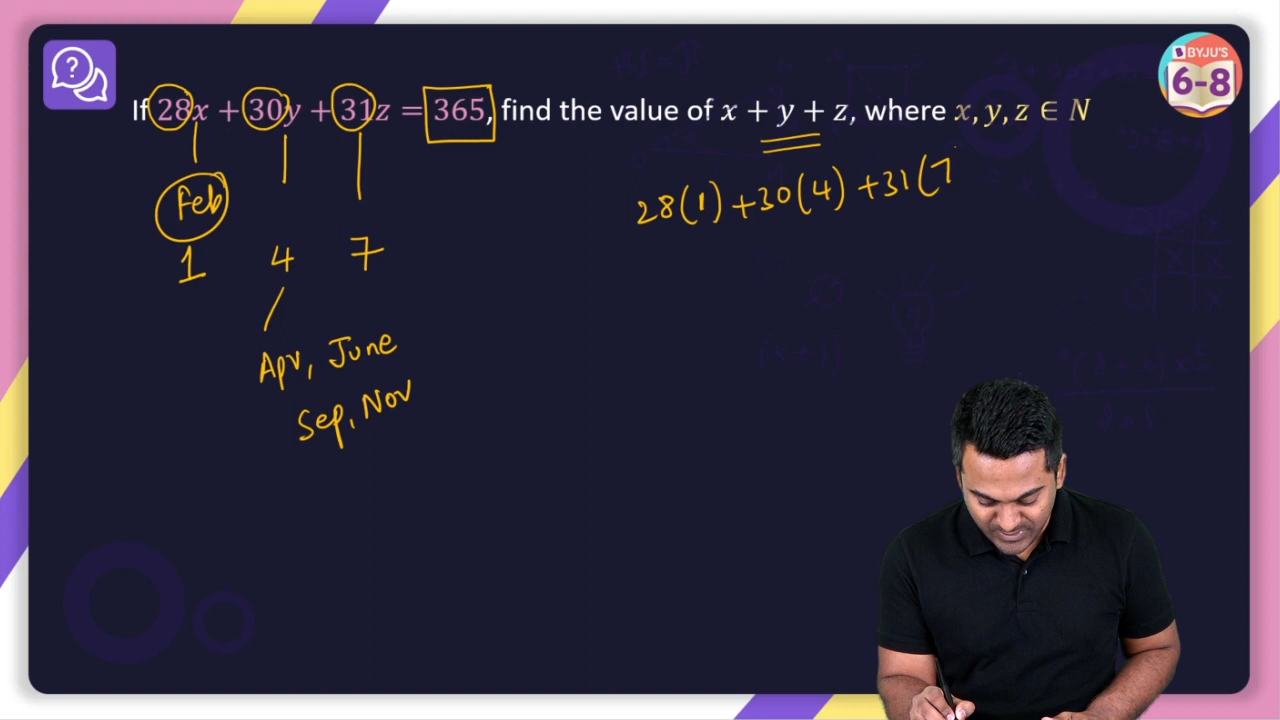 If 28x + 30y + 31z = 365, find the value of x + y + z, where x, y, z ∈ N
BYJU'S
6-8
Feb
28(1) + 30(4) + 31(7
1 4 7
Apr, June
Sep, Nov